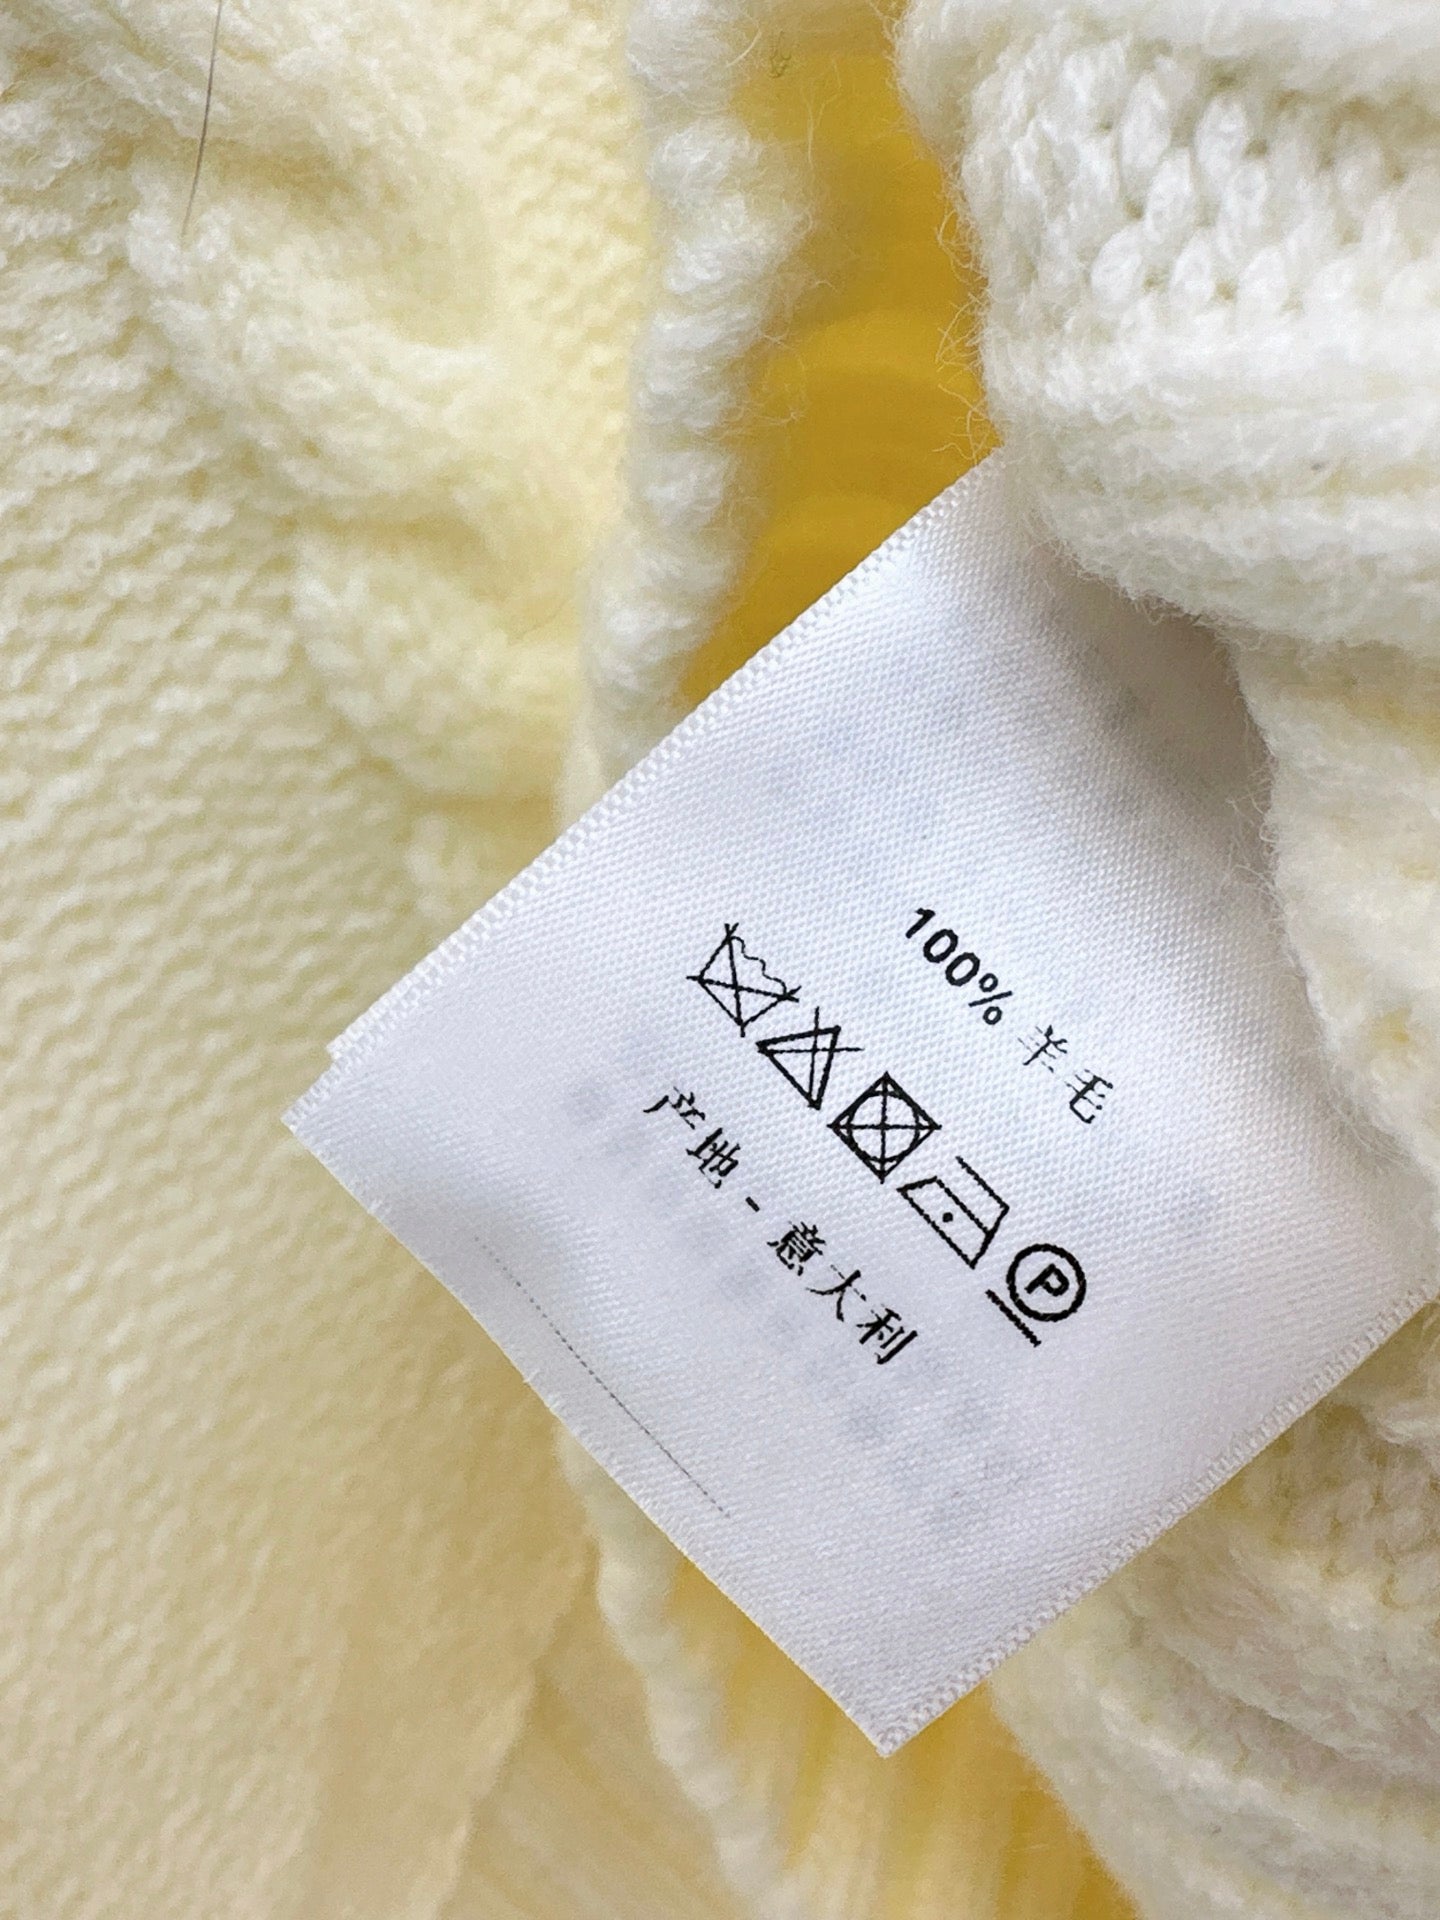 100% 羊毛
P
产地 - 意大利